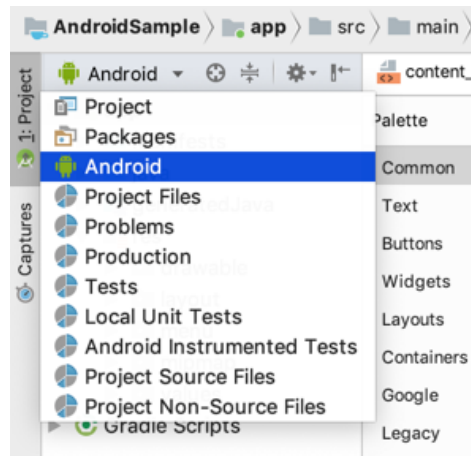 AndroidSample app src main
1: Project
Android
content_
Project
Packages
Android
Project Files
Problems
Production
Tests
Local Unit Tests
Android Instrumented Tests
Project Source Files
Project Non-Source Files
Gradle Scripts
Captures
Palette
Common
Text
Buttons
Widgets
Layouts
Containers
Google
Legacy